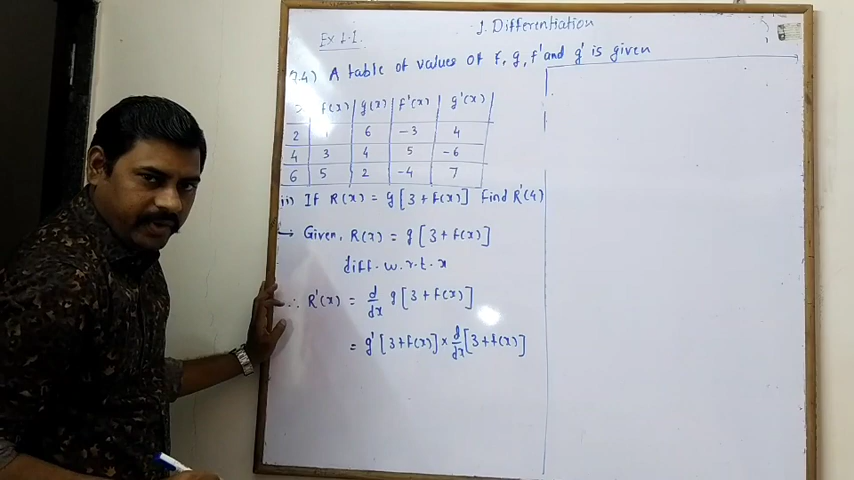 1. Differentiation
Ex 1.1
Q.4) A table of values of f, g, f' and g' is given
f(x) g(x) f'(x) g'(x)
2 1 6 -3 4
4 3 4 5 -6
6 5 2 -4 7
ii) If R(x) = g[3+f(x)] find R'(4)
→ Given, R(x) = g[3+f(x)]
diff. w.r.t. x
∴ R'(x) = d/dx g[3+f(x)]
= g'[3+f(x)] × d/dx[3+f(x)]